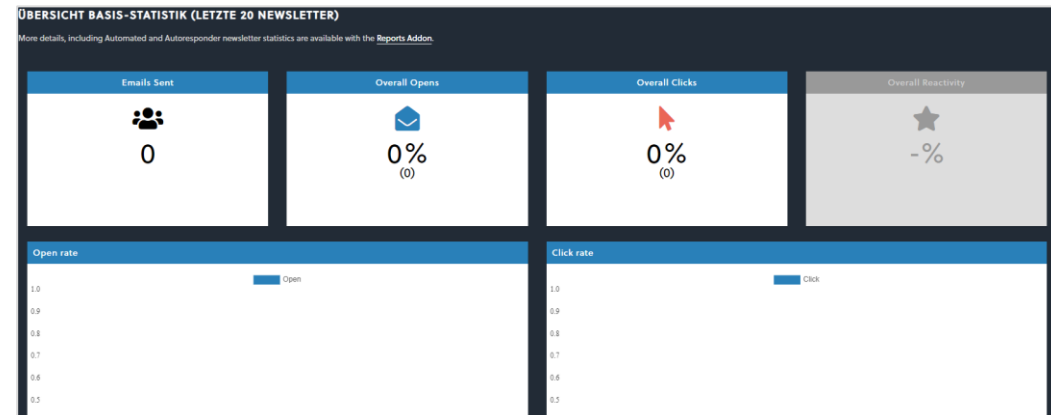 ÜBERSICHT BASIS-STATISTIK (LETZTE 20 NEWSLETTER)
More details, including Automated and Autoresponder newsletter statistics are available with the Reports Addon.
Emails Sent
0
Overall Opens
0%
(0)
Overall Clicks
0%
(0)
Overall Reactivity
-%
Open rate
Open
1.0
0.9
0.8
0.7
0.6
0.5
Click rate
Click
1.0
0.9
0.8
0.7
0.6
0.5